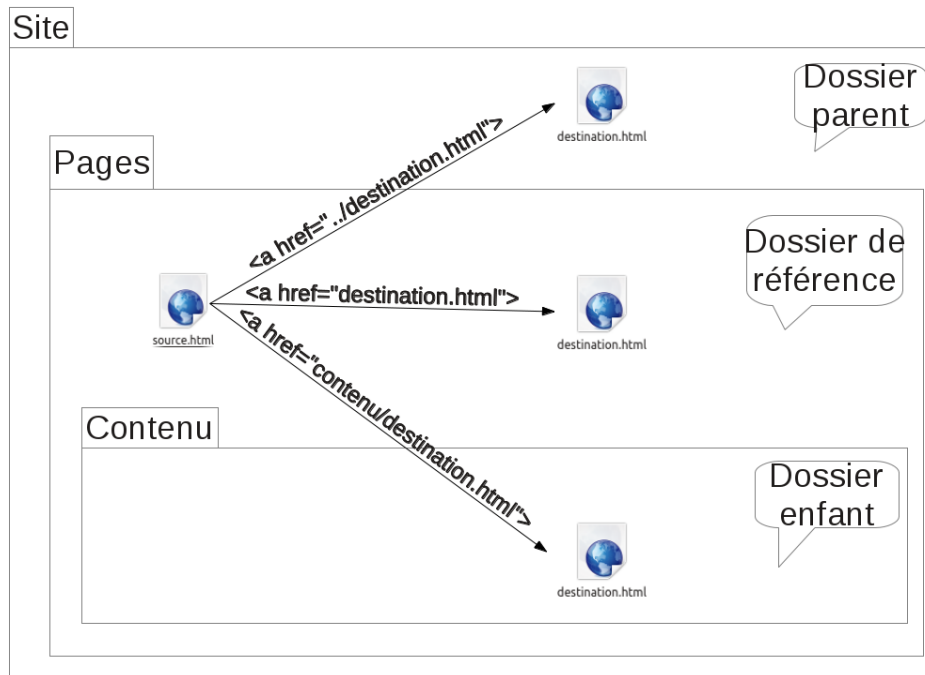 Site
Dossier
parent
destination.html
<a href=" ../destination.html">
Pages
Dossier de
référence
<a href="destination.html">
source.html
destination.html
<a href="contenu/destination.html">
Contenu
Dossier
enfant
destination.html